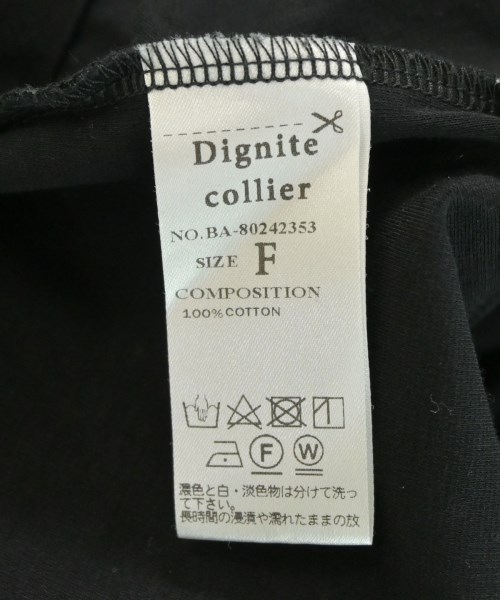 Dignite
collier
NO.BA-80242353
SIZE F
COMPOSITION
100%COTTON
F W
濃色と白・淡色物は分けて洗っ
て下さい。
長時間の浸漬や濡れたままの放